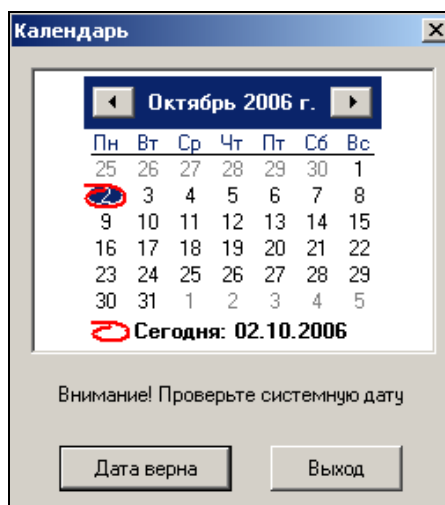 Календарь
Октябрь 2006 г.
Пн Вт Ср Чт Пт Сб Вс
25 26 27 28 29 30 1
2 3 4 5 6 7 8
9 10 11 12 13 14 15
16 17 18 19 20 21 22
23 24 25 26 27 28 29
30 31 1 2 3 4 5
Сегодня: 02.10.2006
Внимание! Проверьте системную дату
Дата верна Выход